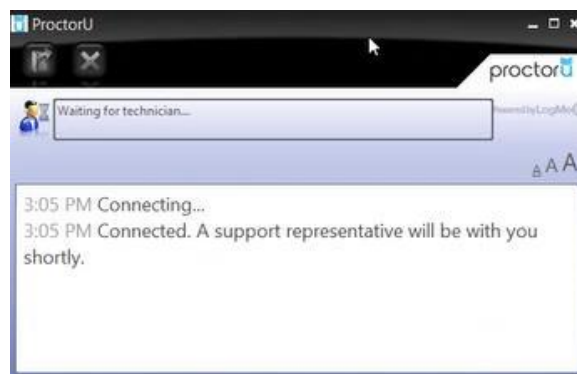 ProctorU
proctoru
Waiting for technician...
A A A
3:05 PM Connecting...
3:05 PM Connected. A support representative will be with you
shortly.